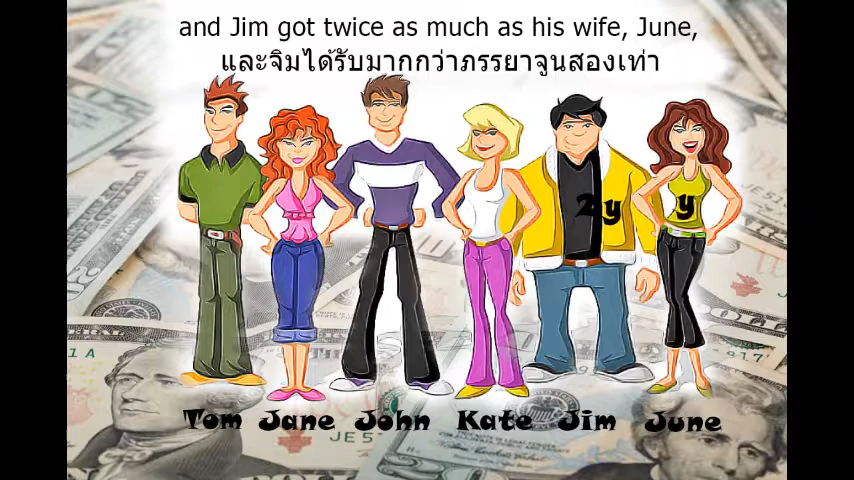 and Jim got twice as much as his wife, June,
และจิมได้รับมากกว่าภรรยาจูนสองเท่า
2y y
Tom Jane John Kate Jim June